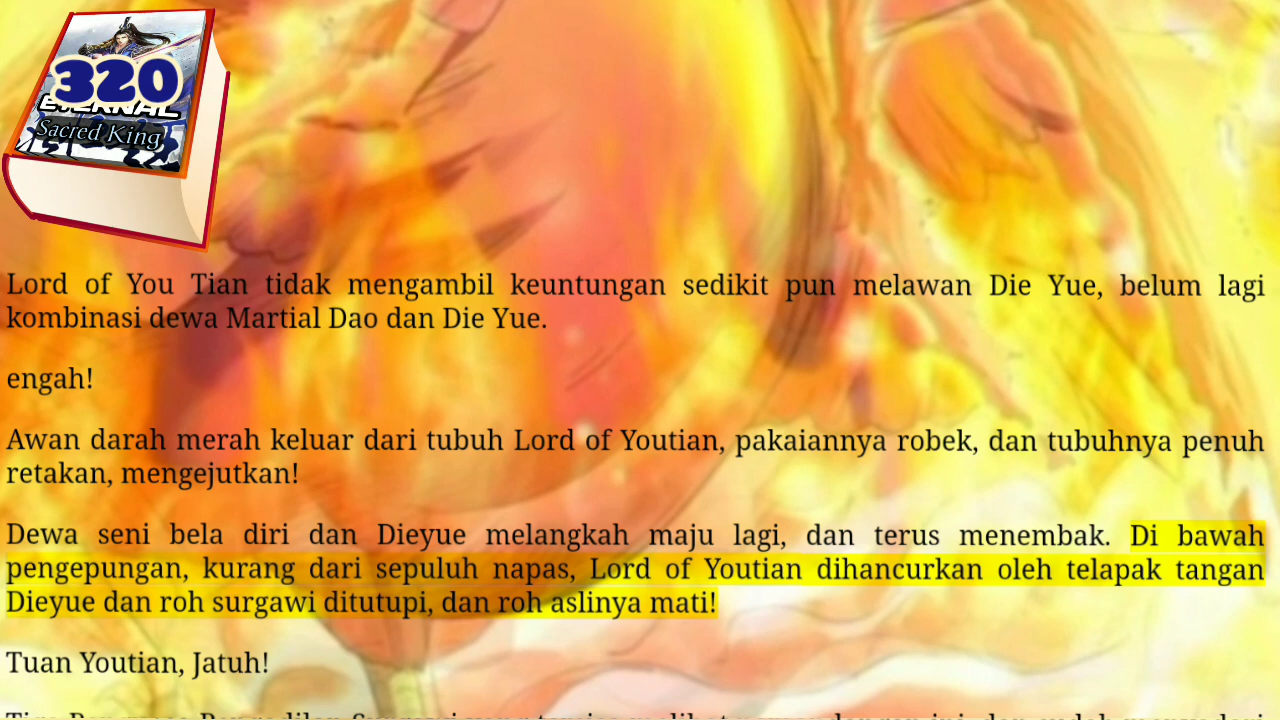 320
ETERNAL
Sacred King
Lord of You Tian tidak mengambil keuntungan sedikit pun melawan Die Yue, belum lagi
kombinasi dewa Martial Dao dan Die Yue.
engah!
Awan darah merah keluar dari tubuh Lord of Youtian, pakaiannya robek, dan tubuhnya penuh
retakan, mengejutkan!
Dewa seni bela diri dan Dieyue melangkah maju lagi, dan terus menembak. Di bawah
pengepungan, kurang dari sepuluh napas, Lord of Youtian dihancurkan oleh telapak tangan
Dieyue dan roh surgawi ditutupi, dan roh aslinya mati!
Tuan Youtian, Jatuh!